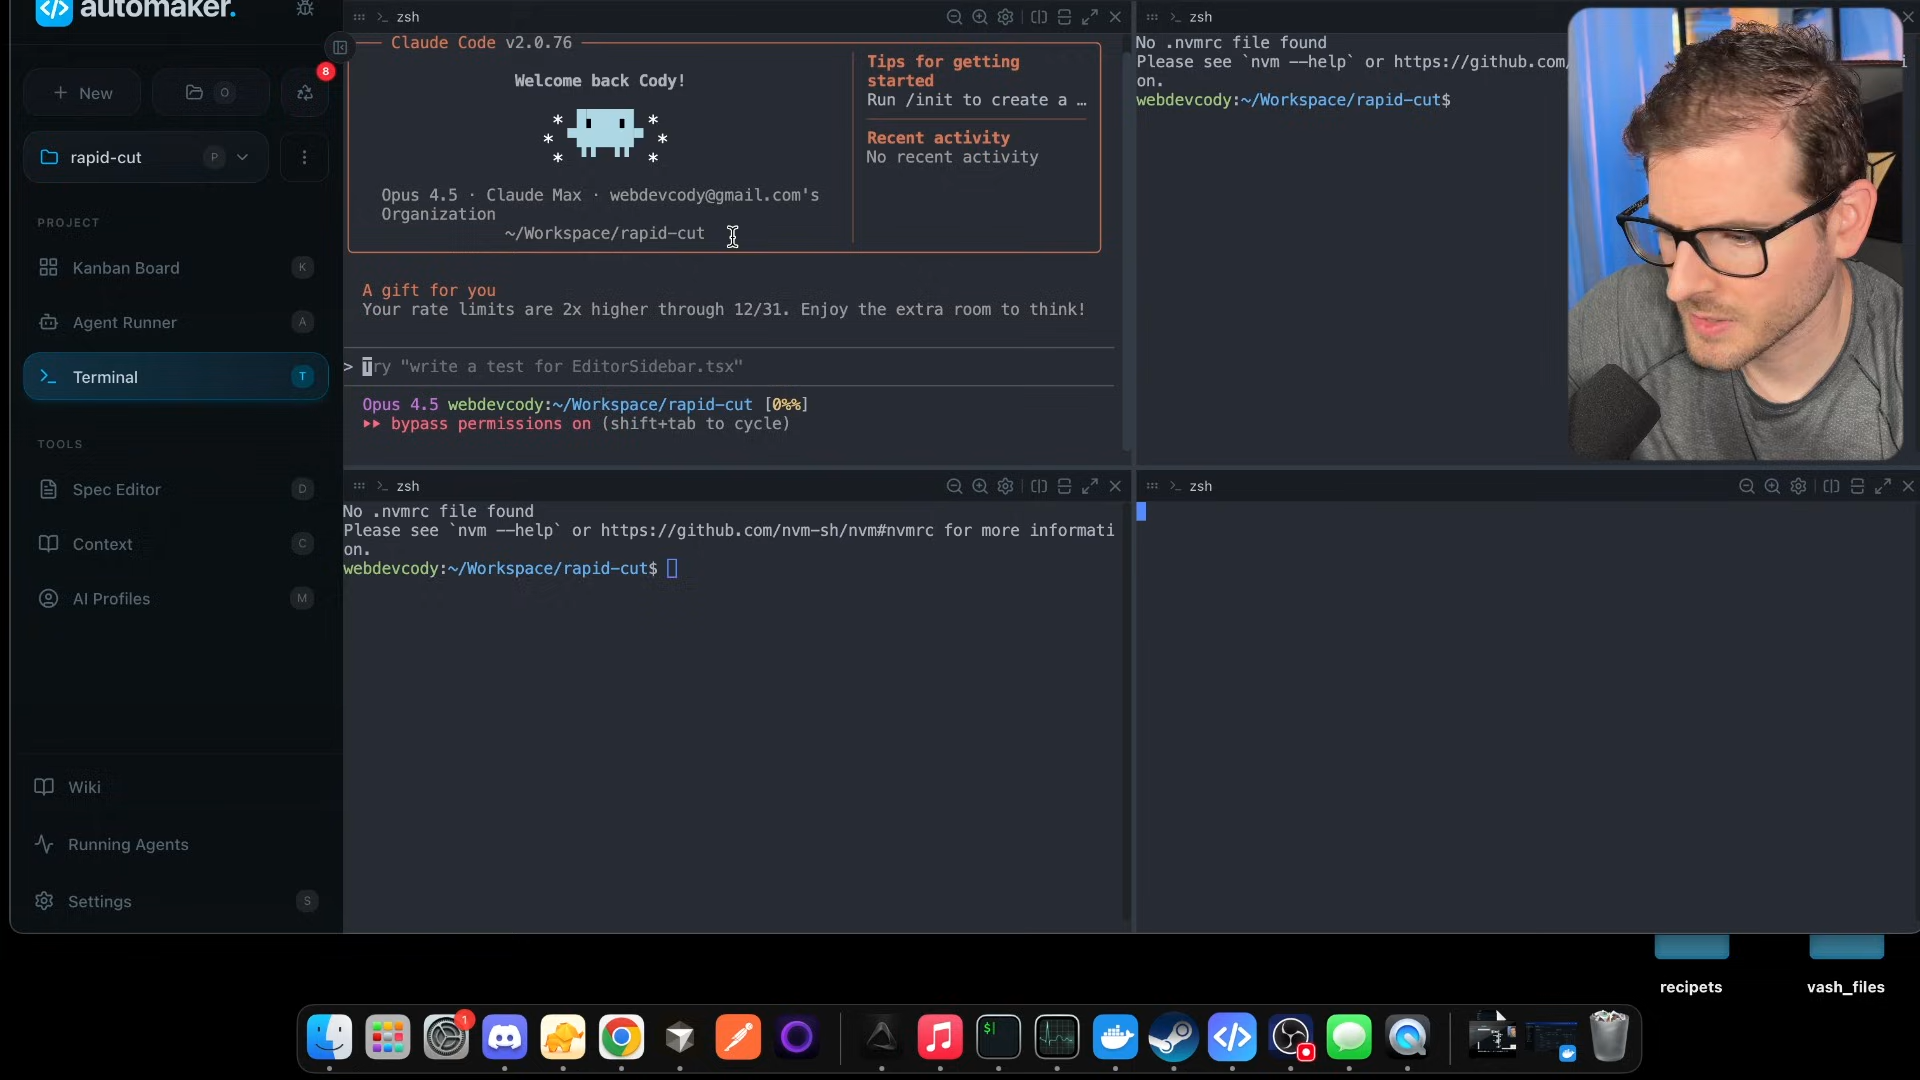 automaker.
+ New
O
8
rapid-cut
P
PROJECT
Kanban Board
K
Agent Runner
A
Terminal
T
TOOLS
Spec Editor
D
Context
C
AI Profiles
M
Wiki
Running Agents
Settings
S
>_ zsh
Claude Code v2.0.76
Welcome back Cody!
Opus 4.5 · Claude Max · webdevcody@gmail.com's
Organization
~/Workspace/rapid-cut
Tips for getting
started
Run /init to create a …
Recent activity
No recent activity
A gift for you
Your rate limits are 2x higher through 12/31. Enjoy the extra room to think!
> Try "write a test for EditorSidebar.tsx"
Opus 4.5 webdevcody:~/Workspace/rapid-cut [0%%]
bypass permissions on (shift+tab to cycle)
>_ zsh
No .nvmrc file found
Please see `nvm --help` or https://github.com/
on.
webdevcody:~/Workspace/rapid-cut$
>_ zsh
No .nvmrc file found
Please see `nvm --help` or https://github.com/nvm-sh/nvm#nvmrc for more informati
on.
webdevcody:~/Workspace/rapid-cut$
>_ zsh
recipets
vash_files
1
$